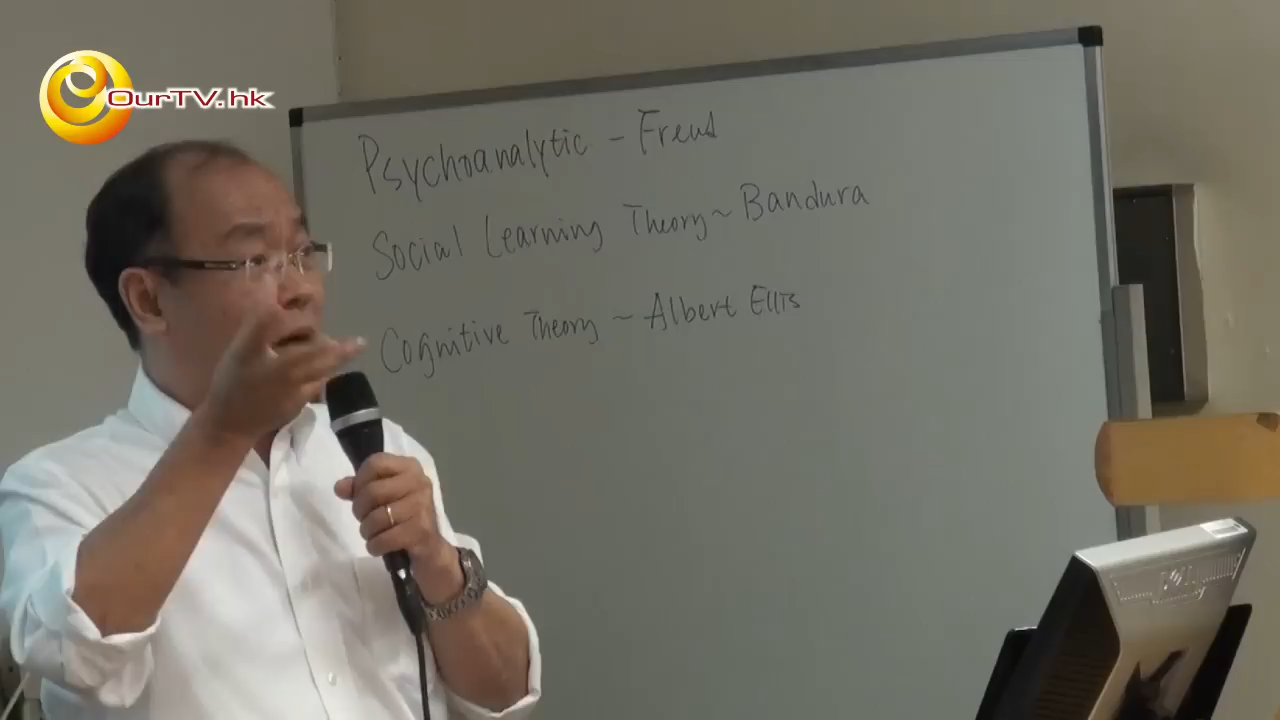 OurTV.hk
Psychoanalytic - Freud
Social Learning Theory ~ Bandura
Cognitive Theory ~ Albert Ellis